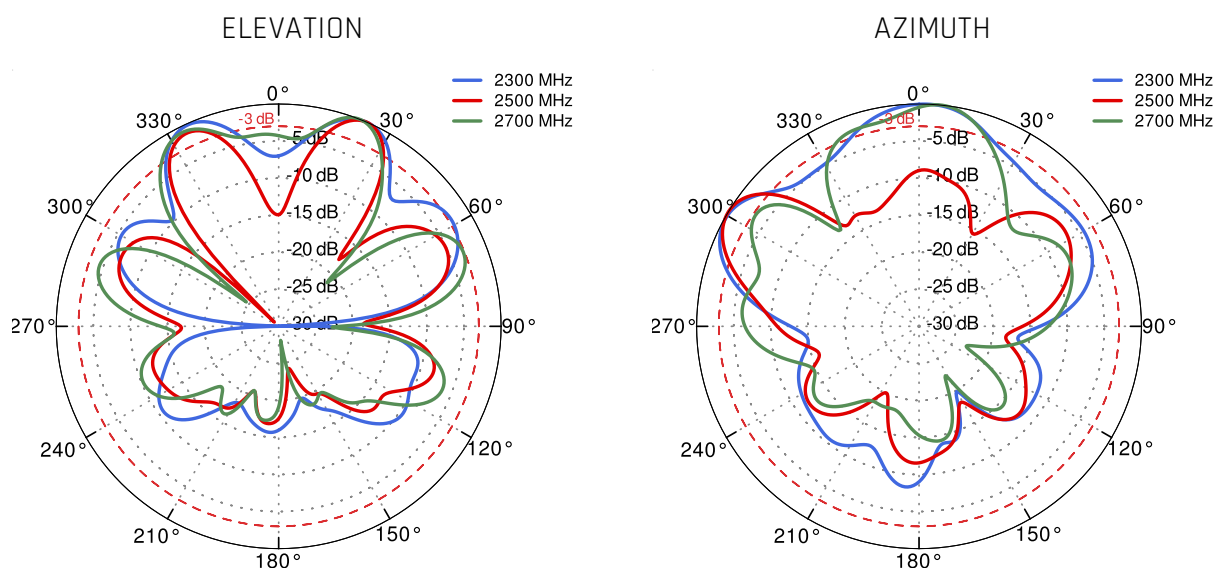 ELEVATION
2300 MHz
2500 MHz
2700 MHz
0°
30°
60°
90°
120°
150°
180°
210°
240°
270°
300°
330°
-3 dB
-5 dB
-10 dB
-15 dB
-20 dB
-25 dB
-30 dB
AZIMUTH
2300 MHz
2500 MHz
2700 MHz
0°
30°
60°
90°
120°
150°
180°
210°
240°
270°
300°
330°
-3 dB
-5 dB
-10 dB
-15 dB
-20 dB
-25 dB
-30 dB